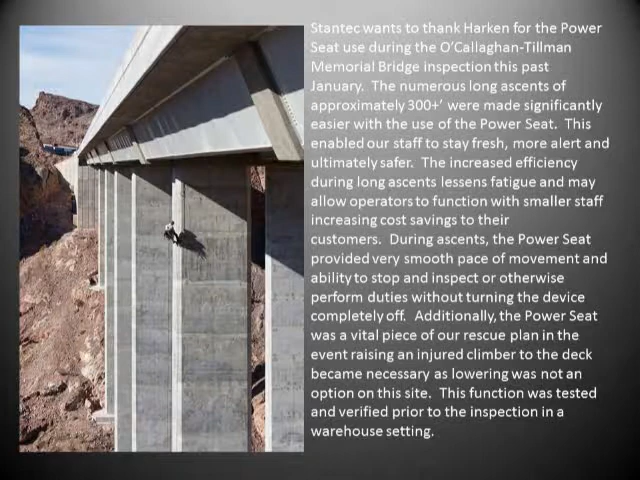 Stantec wants to thank Harken for the Power
Seat use during the O'Callaghan-Tillman
Memorial Bridge inspection this past
January.  The numerous long ascents of
approximately 300+' were made significantly
easier with the use of the Power Seat.  This
enabled our staff to stay fresh, more alert and
ultimately safer.  The increased efficiency
during long ascents lessens fatigue and may
allow operators to function with smaller staff
increasing cost savings to their
customers.  During ascents, the Power Seat
provided very smooth pace of movement and
ability to stop and inspect or otherwise
perform duties without turning the device
completely off.  Additionally, the Power Seat
was a vital piece of our rescue plan in the
event raising an injured climber to the deck
became necessary as lowering was not an
option on this site.  This function was tested
and verified prior to the inspection in a
warehouse setting.